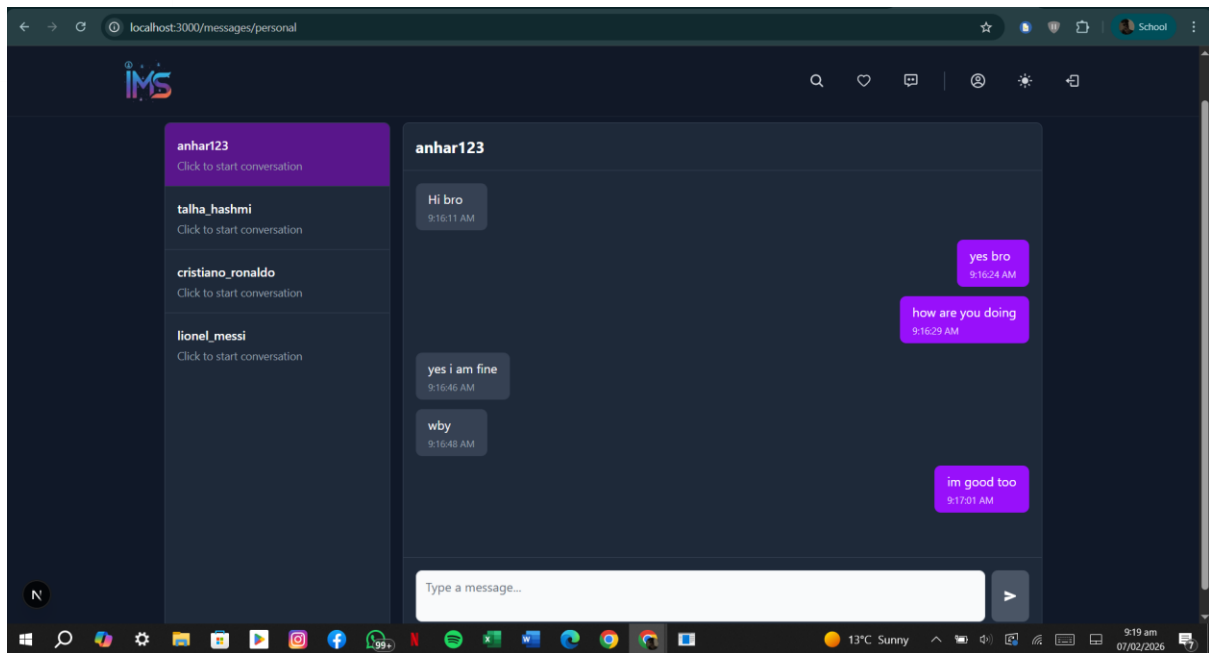 localhost:3000/messages/personal
School
IMS
anhar123
Click to start conversation
talha_hashmi
Click to start conversation
cristiano_ronaldo
Click to start conversation
lionel_messi
Click to start conversation
anhar123
Hi bro
9:16:11 AM
yes bro
9:16:24 AM
how are you doing
9:16:29 AM
yes i am fine
9:16:46 AM
wby
9:16:48 AM
im good too
9:17:01 AM
Type a message...
N
99+
13°C Sunny
9:19 am
07/02/2026
7